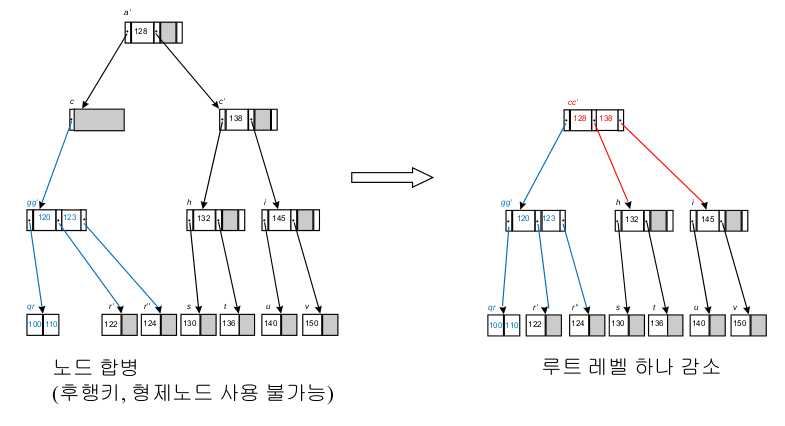 a'
128
c
c'
138
gg'
120 123
h
132
i
145
qr
100 110
r'
122
r''
124
s
130
t
136
u
140
v
150
노드 합병
(후행키, 형제노드 사용 불가능)
cc'
128 138
gg'
120 123
h
132
i
145
qr
100 110
r'
122
r''
124
s
130
t
136
u
140
v
150
루트 레벨 하나 감소